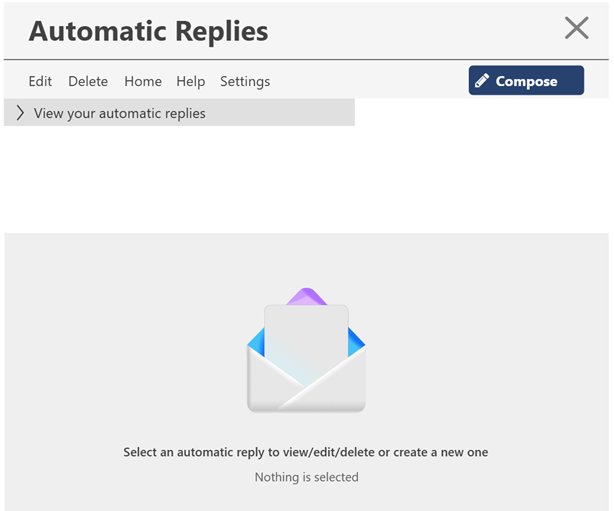 Automatic Replies
Edit Delete Home Help Settings Compose
View your automatic replies
Select an automatic reply to view/edit/delete or create a new one
Nothing is selected